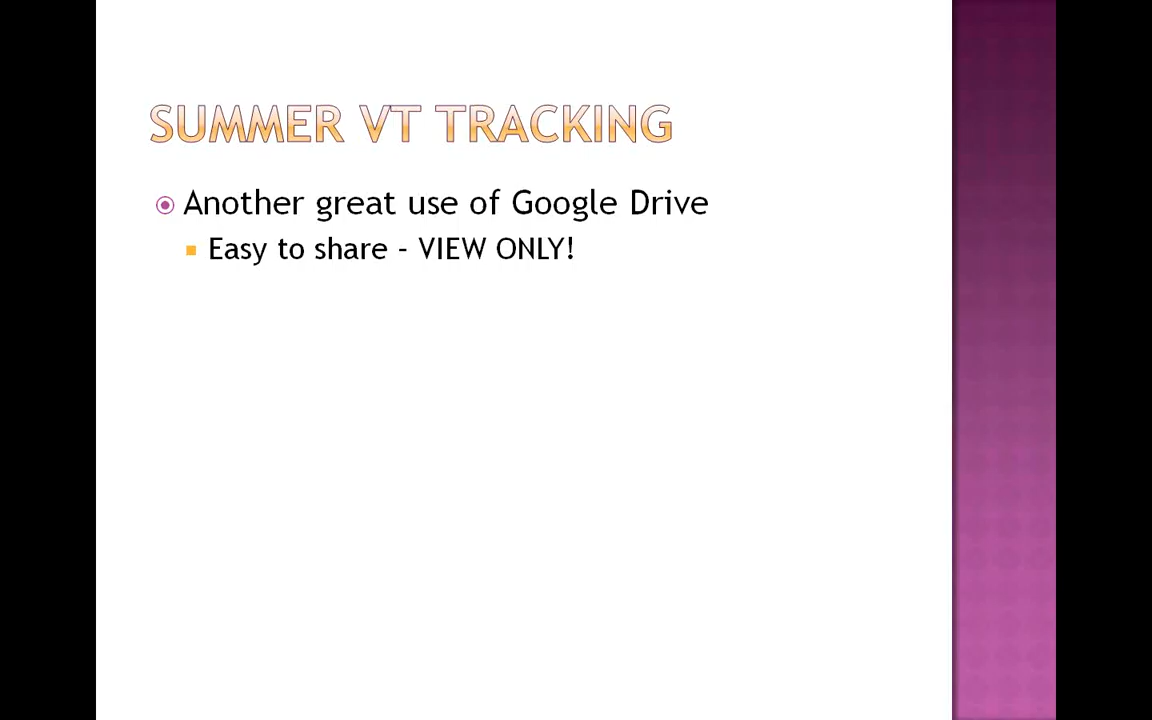 SUMMER VT TRACKING
Another great use of Google Drive
Easy to share – VIEW ONLY!